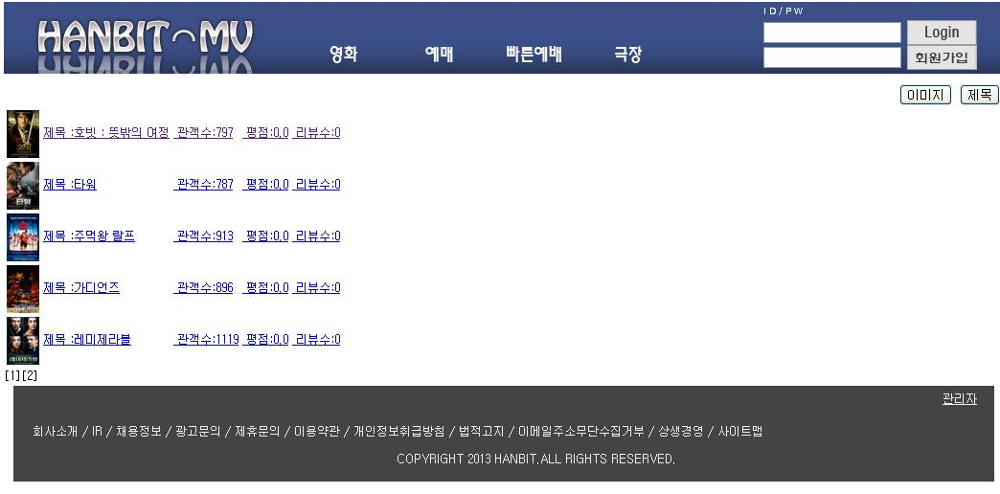 ID/PW
HANBIT⌒MV
영화 예매 빠른예배 극장
Login
회원가입
이미지 제목
제목 :호빗 : 뜻밖의 여정 관객수:797 평점:0.0 리뷰수:0
제목 :타워 관객수:787 평점:0.0 리뷰수:0
타워
제목 :주먹왕 랄프 관객수:913 평점:0.0 리뷰수:0
제목 :가디언즈 관객수:896 평점:0.0 리뷰수:0
제목 :레미제라블 관객수:1119 평점:0.0 리뷰수:0
레미제라블
[1][2]
관리자
회사소개 / IR / 채용정보 / 광고문의 / 제휴문의 / 이용약관 / 개인정보취급방침 / 법적고지 / 이메일주소무단수집거부 / 상생경영 / 사이트맵
COPYRIGHT 2013 HANBIT.ALL RIGHTS RESERVED.